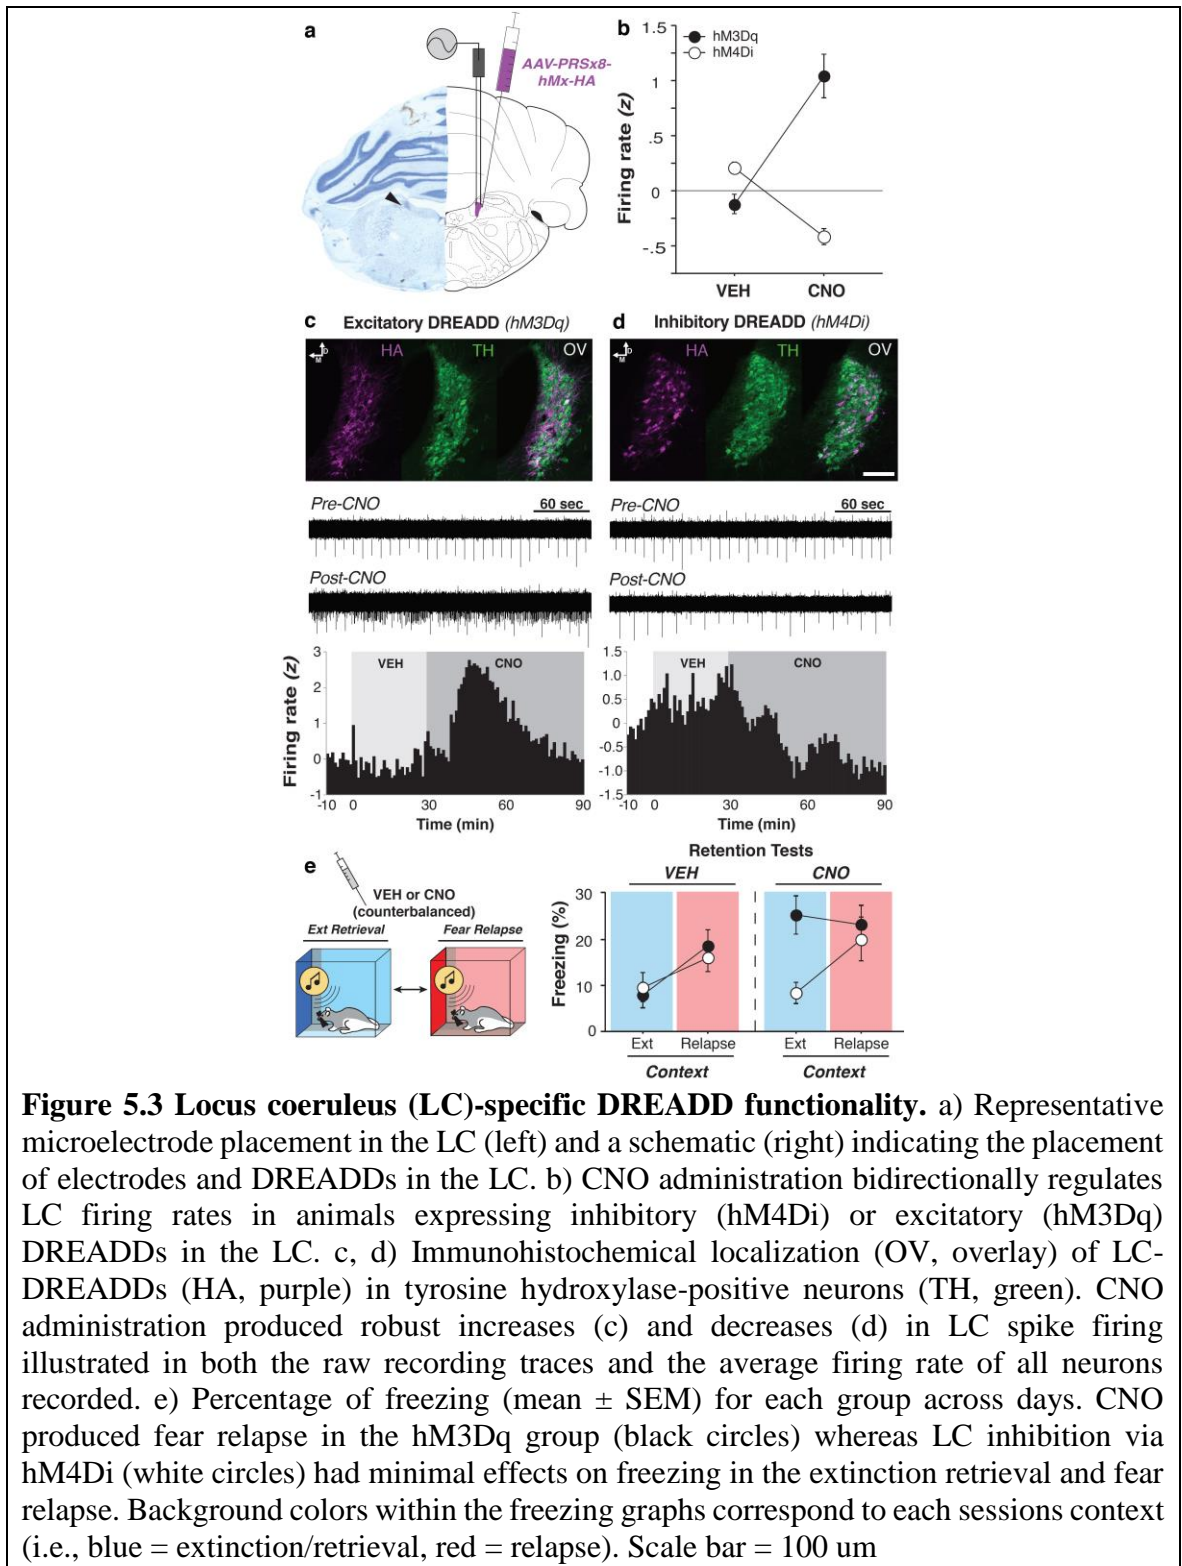 a
AAV-PRSx8-
hMx-HA
b
hM3Dq
hM4Di
Firing rate (z)
1.5
1
.5
0
-.5
VEH
CNO
c
Excitatory DREADD (hM3Dq)
D
M
HA
TH
OV
Pre-CNO
60 sec
Post-CNO
Firing rate (z)
3
2
1
0
-1
VEH
CNO
-10
0
30
60
90
Time (min)
d
Inhibitory DREADD (hM4Di)
D
M
HA
TH
OV
Pre-CNO
60 sec
Post-CNO
1.5
1.0
0.5
0
-0.5
-1.0
-1.5
VEH
CNO
-10
0
30
60
90
Time (min)
e
VEH or CNO
(counterbalanced)
Ext Retrieval
Fear Relapse
Retention Tests
VEH
CNO
Freezing (%)
30
20
10
0
Ext
Relapse
Ext
Relapse
Context
Context
Figure 5.3 Locus coeruleus (LC)-specific DREADD functionality. a) Representative
microelectrode placement in the LC (left) and a schematic (right) indicating the placement
of electrodes and DREADDs in the LC. b) CNO administration bidirectionally regulates
LC firing rates in animals expressing inhibitory (hM4Di) or excitatory (hM3Dq)
DREADDs in the LC. c, d) Immunohistochemical localization (OV, overlay) of LC-
DREADDs (HA, purple) in tyrosine hydroxylase-positive neurons (TH, green). CNO
administration produced robust increases (c) and decreases (d) in LC spike firing
illustrated in both the raw recording traces and the average firing rate of all neurons
recorded. e) Percentage of freezing (mean ± SEM) for each group across days. CNO
produced fear relapse in the hM3Dq group (black circles) whereas LC inhibition via
hM4Di (white circles) had minimal effects on freezing in the extinction retrieval and fear
relapse. Background colors within the freezing graphs correspond to each sessions context
(i.e., blue = extinction/retrieval, red = relapse). Scale bar = 100 um